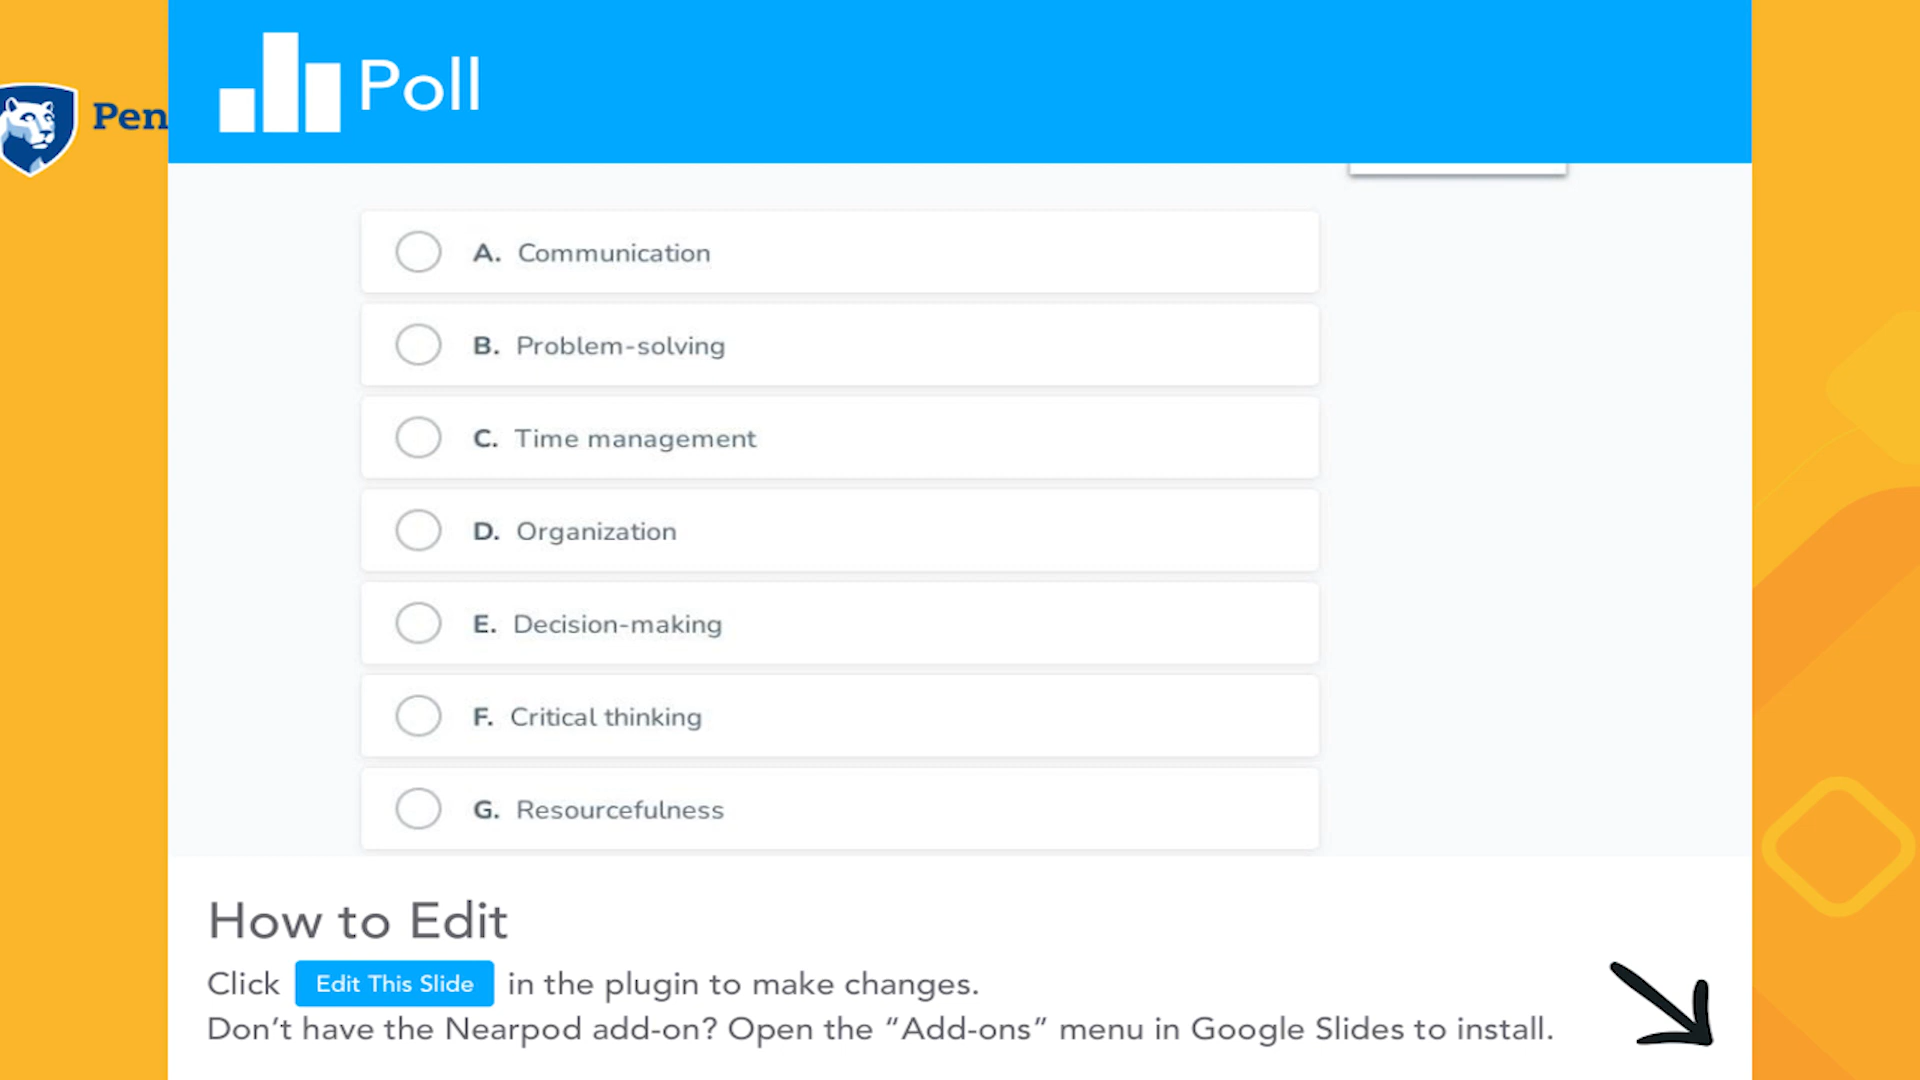 Pen
Poll
A. Communication
B. Problem-solving
C. Time management
D. Organization
E. Decision-making
F. Critical thinking
G. Resourcefulness
How to Edit
Click Edit This Slide in the plugin to make changes.
Don’t have the Nearpod add-on? Open the “Add-ons” menu in Google Slides to install.